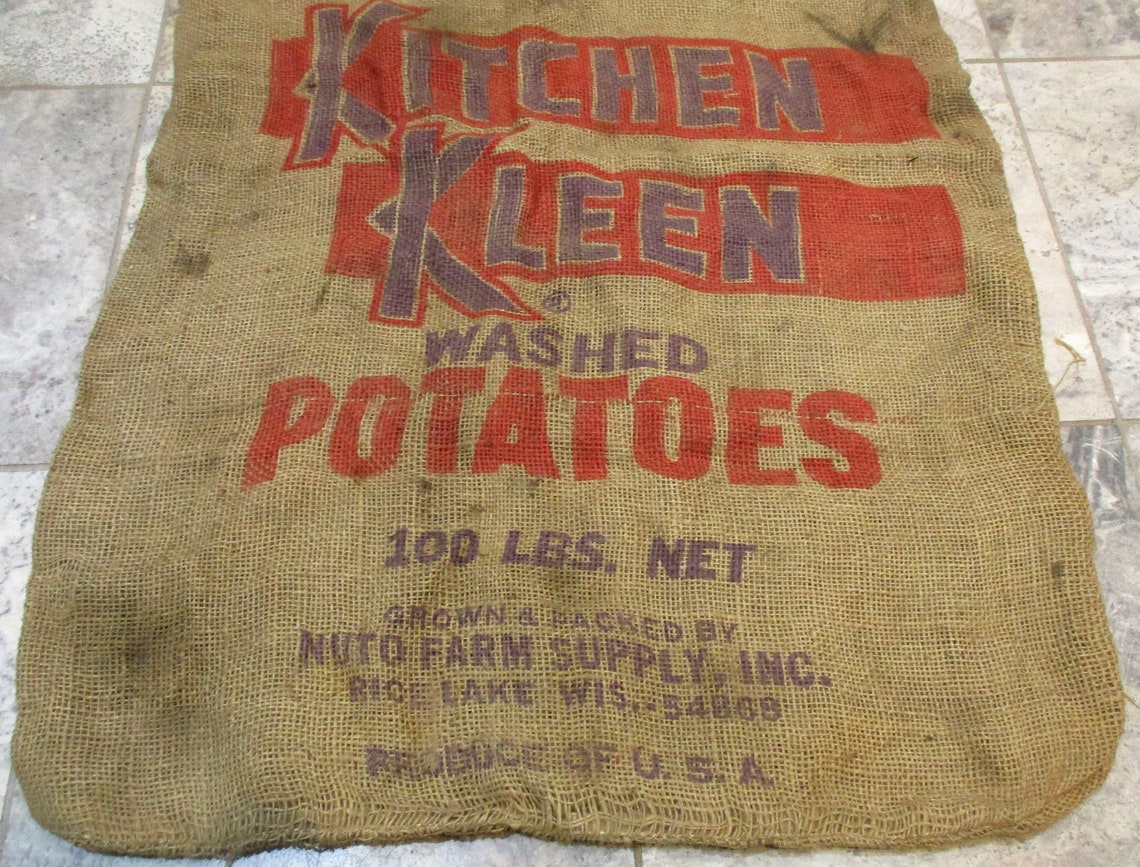 KITCHEN
KLEEN ®
WASHED
POTATOES
100 LBS. NET
GROWN & PACKED BY
NUTO FARM SUPPLY, INC.
RICE LAKE WIS.-54868
PRODUCE OF U. S. A.